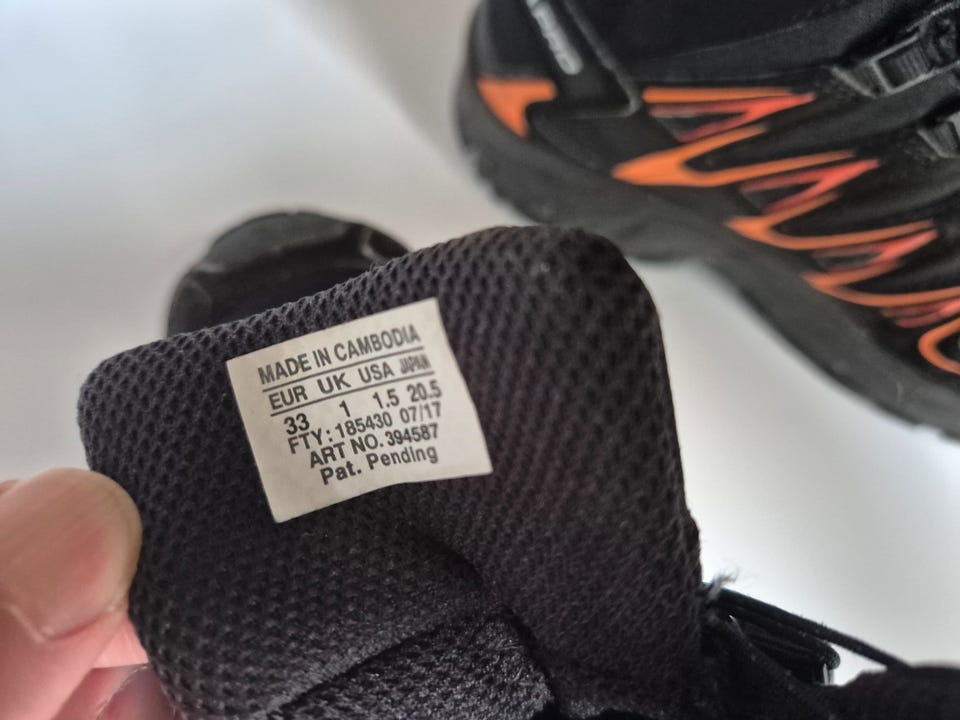 MADE IN CAMBODIA
EUR UK USA JAPAN
33 1 1.5 20.5
FTY: 185430 07/17
ART NO. 394587
Pat. Pending